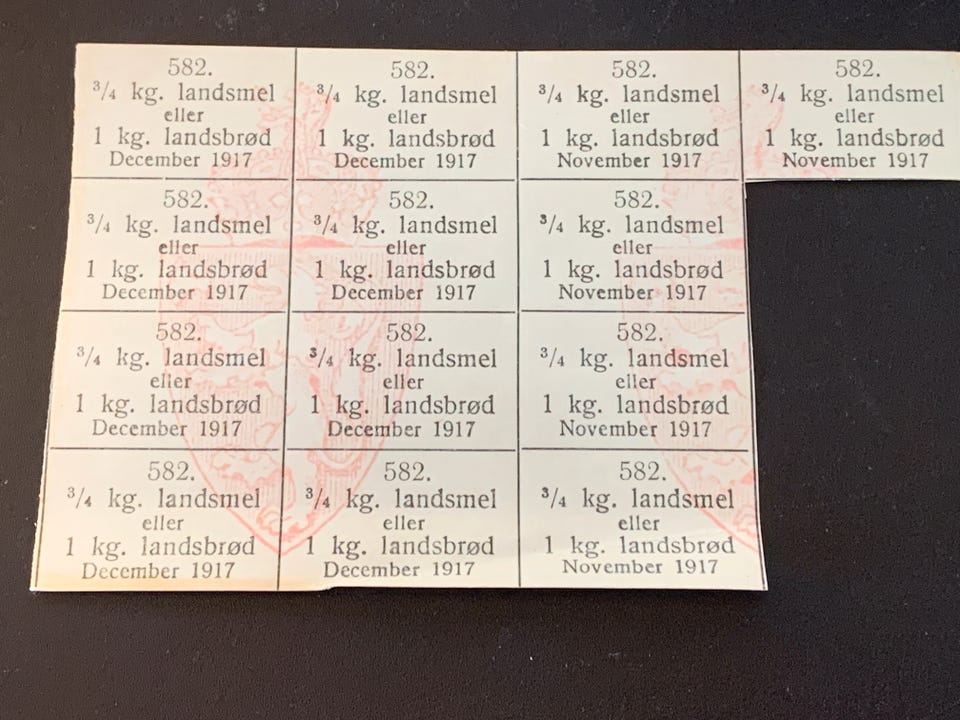 582.
3/4 kg. landsmel
eller
1 kg. landsbrød
December 1917
582.
3/4 kg. landsmel
eller
1 kg. landsbrød
December 1917
582.
3/4 kg. landsmel
eller
1 kg. landsbrød
November 1917
582.
3/4 kg. landsmel
eller
1 kg. landsbrød
November 1917
582.
3/4 kg. landsmel
eller
1 kg. landsbrød
December 1917
582.
3/4 kg. landsmel
eller
1 kg. landsbrød
December 1917
582.
3/4 kg. landsmel
eller
1 kg. landsbrød
November 1917
582.
3/4 kg. landsmel
eller
1 kg. landsbrød
December 1917
582.
3/4 kg. landsmel
eller
1 kg. landsbrød
December 1917
582.
3/4 kg. landsmel
eller
1 kg. landsbrød
November 1917
582.
3/4 kg. landsmel
eller
1 kg. landsbrød
December 1917
582.
3/4 kg. landsmel
eller
1 kg. landsbrød
December 1917
582.
3/4 kg. landsmel
eller
1 kg. landsbrød
November 1917